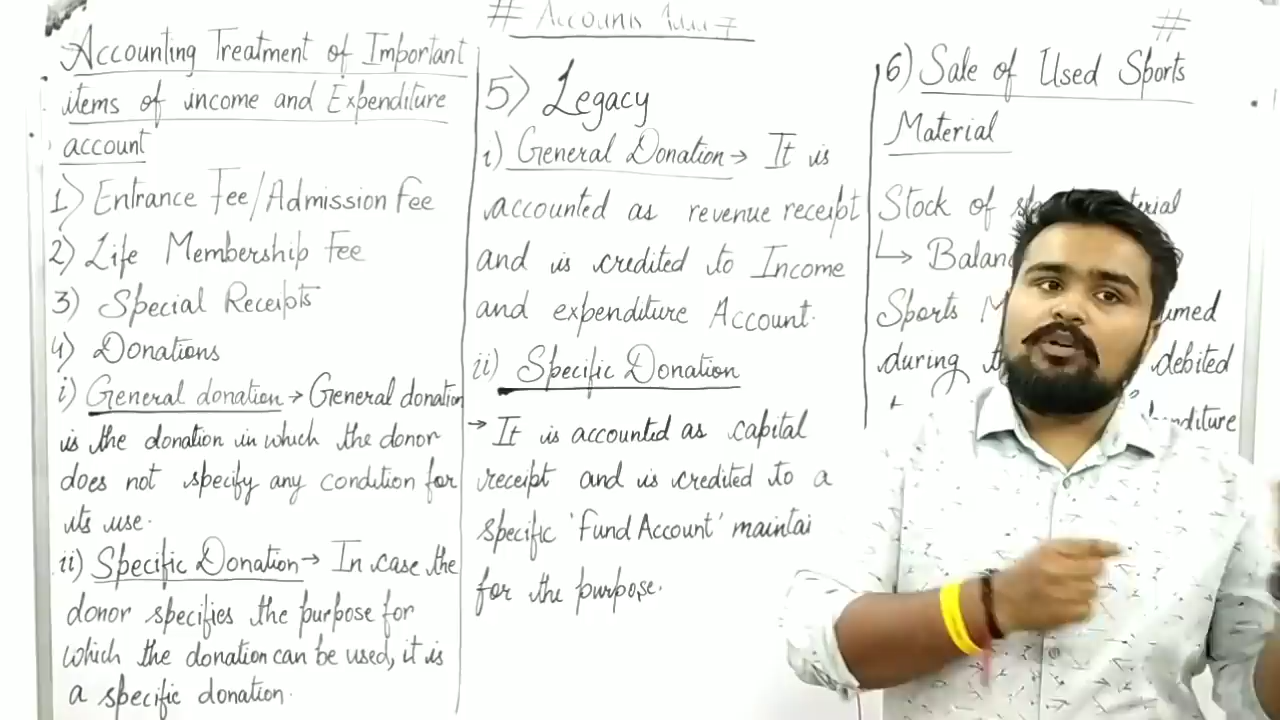 # Accounts
#
Accounting Treatment of Important
items of income and Expenditure
account
1) Entrance Fee/Admission Fee
2) Life Membership Fee
3) Special Receipts
4) Donations
i) General donation → General donation
is the donation in which the donor
does not specify any condition for
its use.
ii) Specific Donation → In case the
donor specifies the purpose for
which the donation can be used, it is
a specific donation.
5) Legacy
i) General Donation → It is
accounted as revenue receipt
and is credited to Income
and expenditure Account.
ii) Specific Donation
→ It is accounted as capital
receipt and is credited to a
specific 'Fund Account' maintai
for the purpose.
6) Sale of Used Sports
Material
Stock of
↳
Sports
during debited